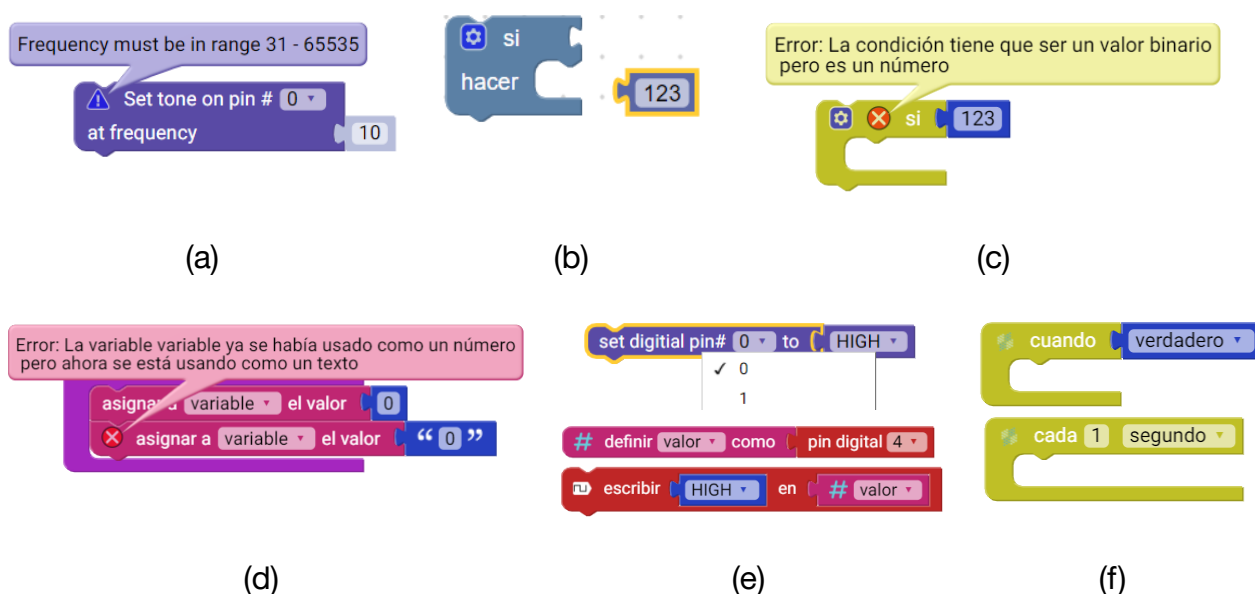 Frequency must be in range 31 - 65535
Set tone on pin # 0
at frequency 10
(a)
si
hacer
123
(b)
Error: La condición tiene que ser un valor binario
pero es un número
si 123
(c)
Error: La variable variable ya se había usado como un número
pero ahora se está usando como un texto
asignar a variable el valor 0
asignar a variable el valor “ 0 ”
(d)
set digitial pin# 0 to HIGH
✓ 0
1
# definir valor como pin digital 4
escribir HIGH en # valor
(e)
cuando verdadero
cada 1 segundo
(f)